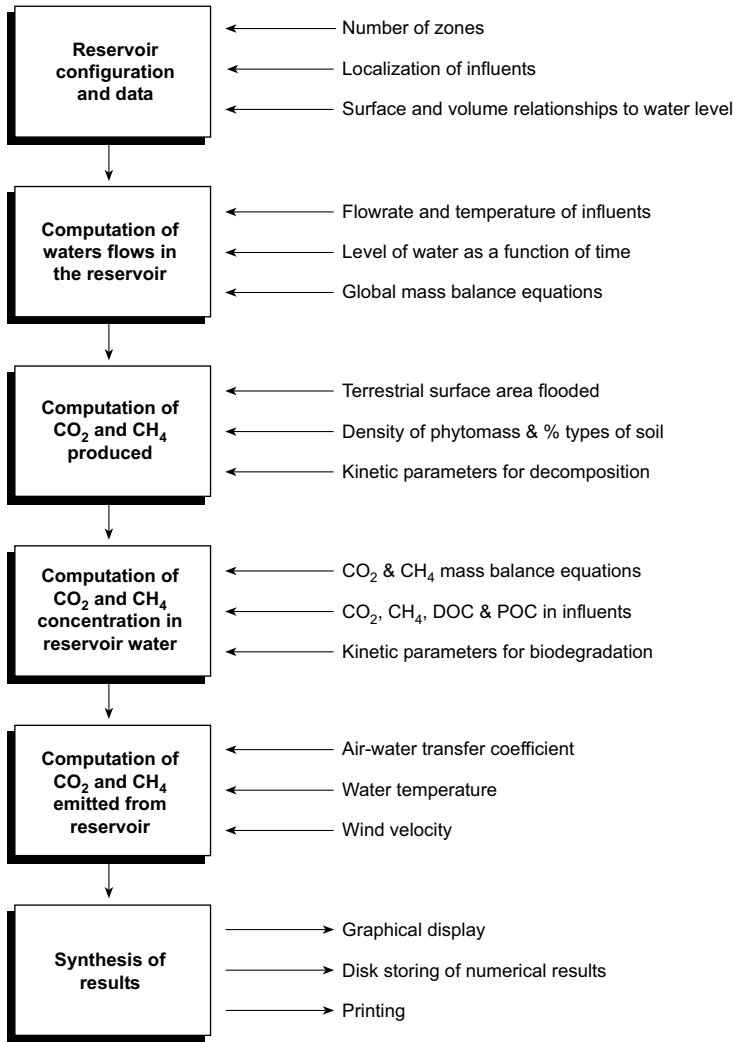 Reservoir
configuration
and data
Number of zones
Localization of influents
Surface and volume relationships to water level
Computation of
waters flows in
the reservoir
Flowrate and temperature of influents
Level of water as a function of time
Global mass balance equations
Computation of
CO₂ and CH₄
produced
Terrestrial surface area flooded
Density of phytomass & % types of soil
Kinetic parameters for decomposition
Computation of
CO₂ and CH₄
concentration in
reservoir water
CO₂ & CH₄ mass balance equations
CO₂, CH₄, DOC & POC in influents
Kinetic parameters for biodegradation
Computation of
CO₂ and CH₄
emitted from
reservoir
Air-water transfer coefficient
Water temperature
Wind velocity
Synthesis of
results
Graphical display
Disk storing of numerical results
Printing